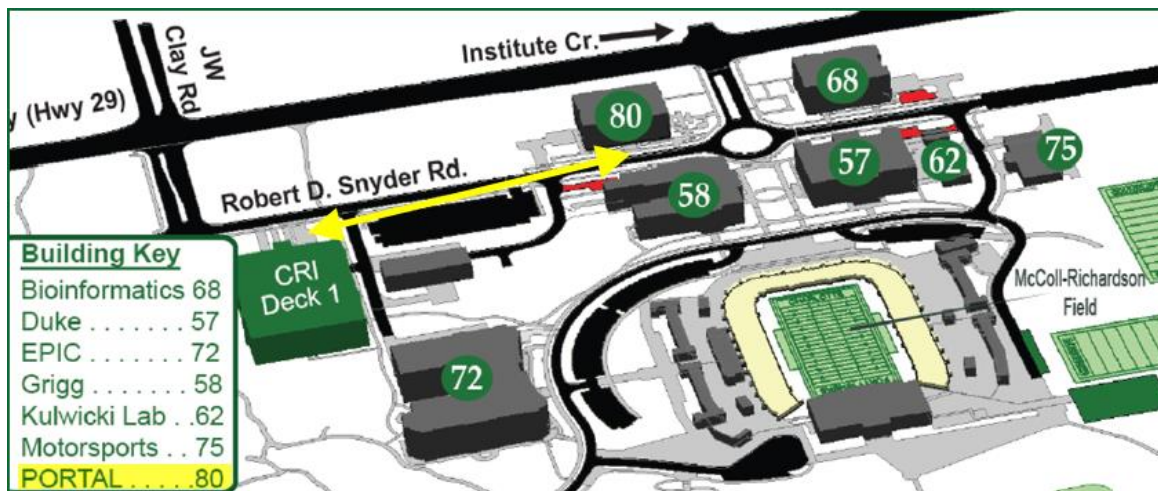 Institute Cr.
JW
Clay Rd
y (Hwy 29)
68
80
57
62
75
Robert D. Snyder Rd.
58
CRI
Deck 1
McColl-Richardson
Field
72
Building Key
Bioinformatics 68
Duke . . . . . . . 57
EPIC . . . . . . . 72
Grigg . . . . . . . 58
Kulwicki Lab . .62
Motorsports . . 75
PORTAL . . . . .80